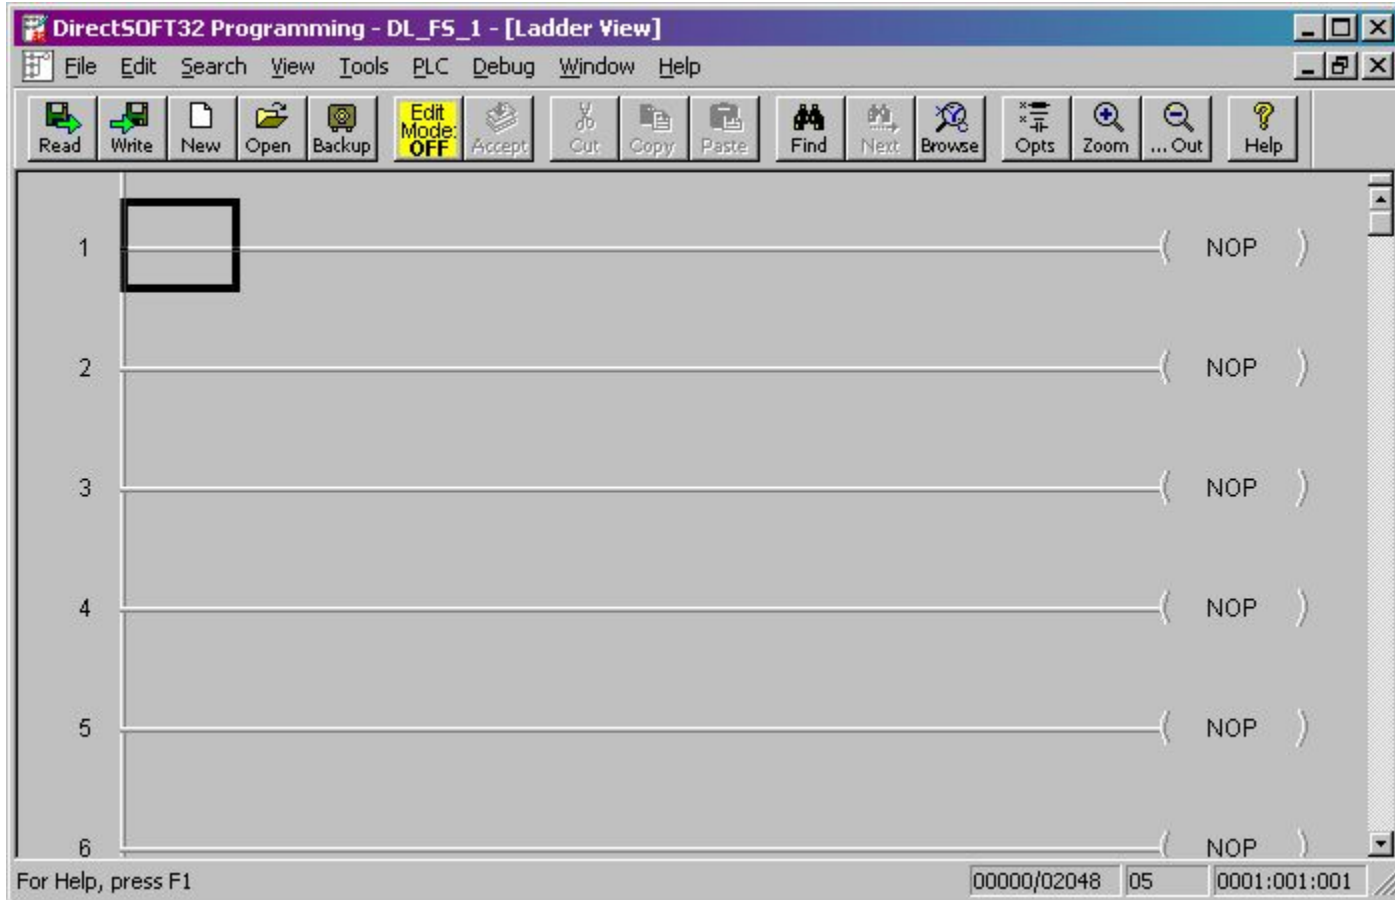 DirectSOFT32 Programming - DL_FS_1 - [Ladder View]
File Edit Search View Tools PLC Debug Window Help
Read Write New Open Backup Edit Mode: OFF Accept Cut Copy Paste Find Next Browse Opts Zoom ... Out Help
1 NOP
2 NOP
3 NOP
4 NOP
5 NOP
6 NOP
For Help, press F1 00000/02048 05 0001:001:001